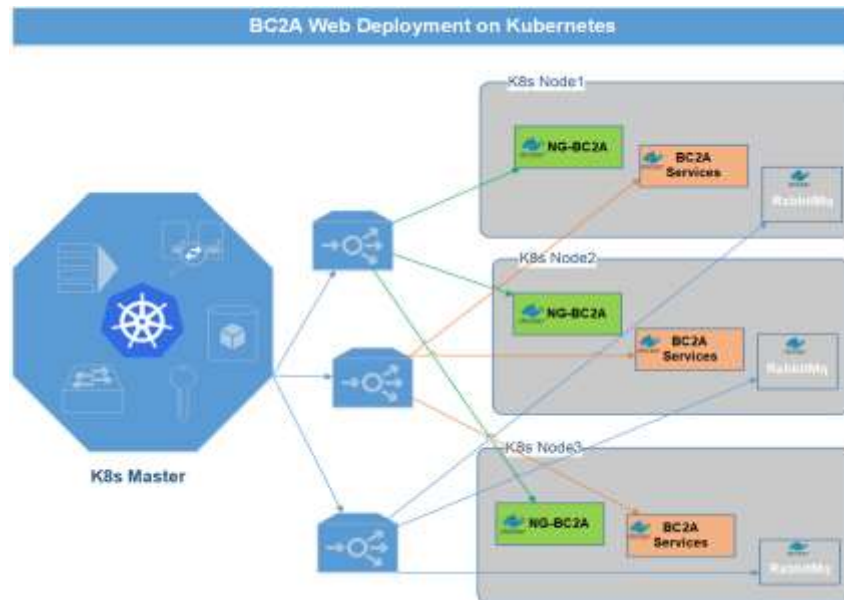 BC2A Web Deployment on Kubernetes
K8s Node1
NG-BC2A
BC2A
Services
RabbitMq
K8s Node2
NG-BC2A
BC2A
Services
RabbitMq
K8s Master
K8s Node3
NG-BC2A
BC2A
Services
RabbitMq